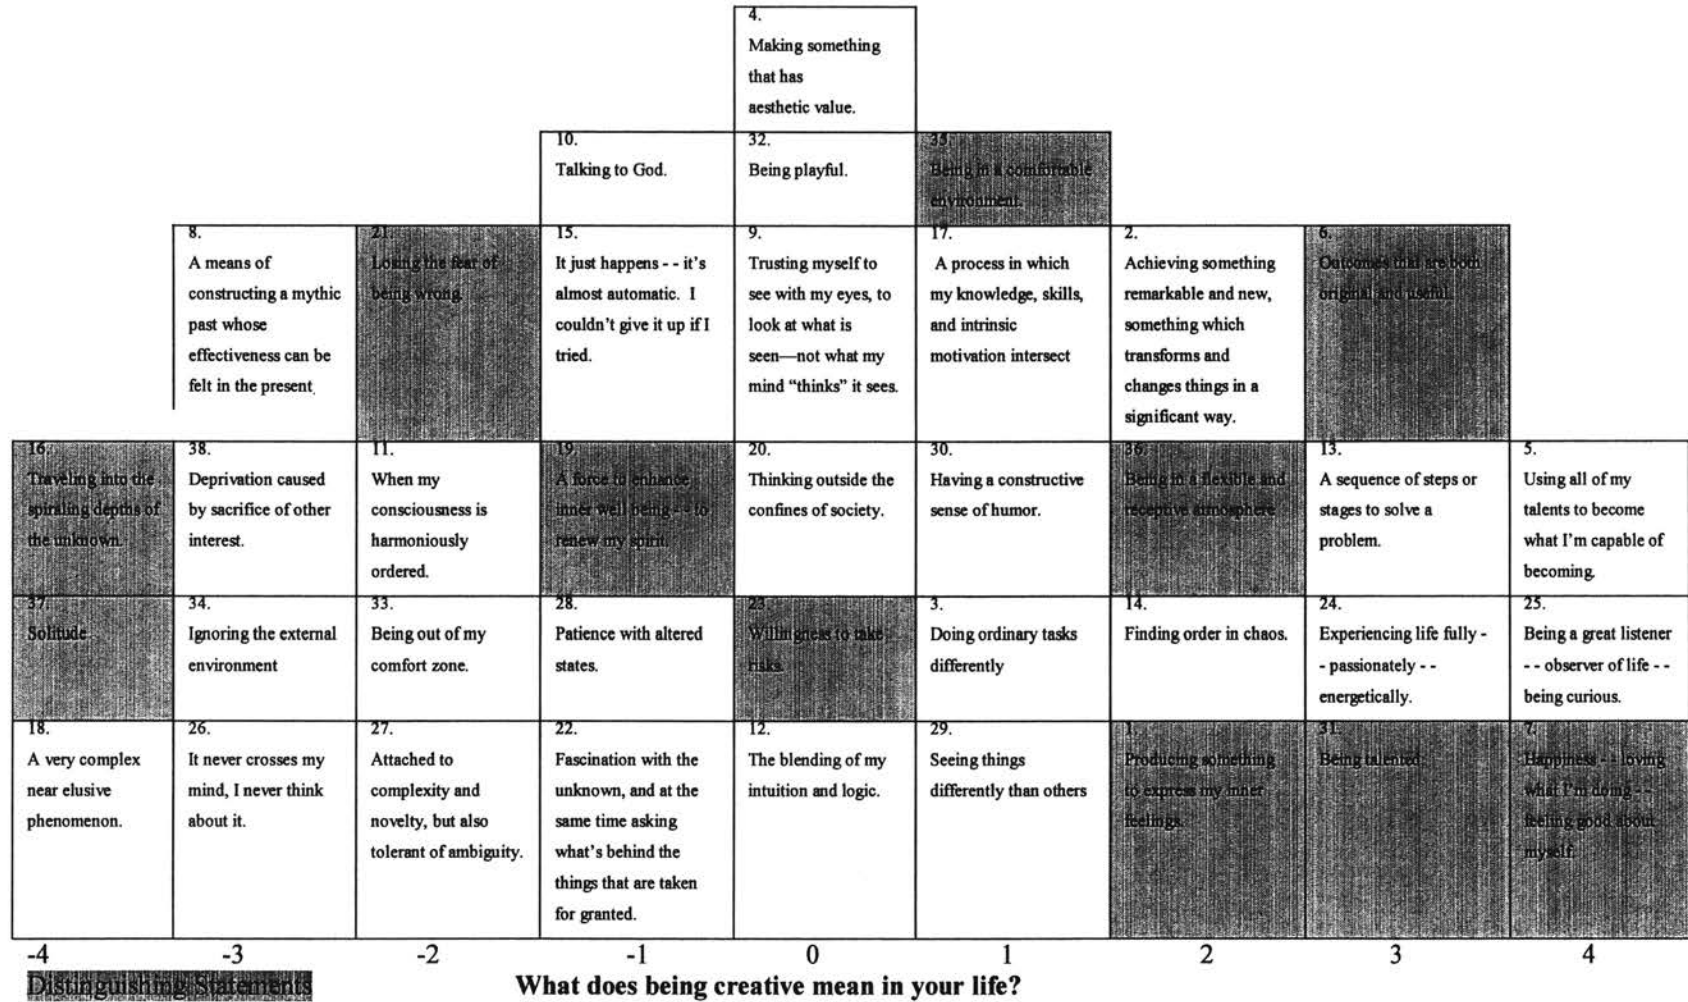 4.
Making something
that has
aesthetic value.
10.
Talking to God.
32.
Being playful.
35.
Being in a comfortable
environment.
8.
A means of
constructing a mythic
past whose
effectiveness can be
felt in the present.
21.
Losing the fear of
being wrong.
15.
It just happens - - it's
almost automatic. I
couldn't give it up if I
tried.
9.
Trusting myself to
see with my eyes, to
look at what is
seen—not what my
mind “thinks” it sees.
17.
A process in which
my knowledge, skills,
and intrinsic
motivation intersect
2.
Achieving something
remarkable and new,
something which
transforms and
changes things in a
significant way.
6.
Outcomes that are both
original and useful.
16.
Traveling into the
spiraling depths of
the unknown.
38.
Deprivation caused
by sacrifice of other
interest.
11.
When my
consciousness is
harmoniously
ordered.
19.
A force to enhance
inner well being - - to
renew my spirit.
20.
Thinking outside the
confines of society.
30.
Having a constructive
sense of humor.
36.
Being in a flexible and
receptive atmosphere
13.
A sequence of steps or
stages to solve a
problem.
5.
Using all of my
talents to become
what I'm capable of
becoming.
37.
Solitude
34.
Ignoring the external
environment
33.
Being out of my
comfort zone.
28.
Patience with altered
states.
23.
Willingness to take
risks.
3.
Doing ordinary tasks
differently
14.
Finding order in chaos.
24.
Experiencing life fully -
- passionately - -
energetically.
25.
Being a great listener
- - observer of life - -
being curious.
18.
A very complex
near elusive
phenomenon.
26.
It never crosses my
mind, I never think
about it.
27.
Attached to
complexity and
novelty, but also
tolerant of ambiguity.
22.
Fascination with the
unknown, and at the
same time asking
what's behind the
things that are taken
for granted.
12.
The blending of my
intuition and logic.
29.
Seeing things
differently than others
1.
Producing something
to express my inner
feelings.
31.
Being talented
7.
Happiness - - loving
what I'm doing - -
feeling good about
myself.
-4 -3 -2 -1 0 1 2 3 4
Distinguishing Statements
What does being creative mean in your life?